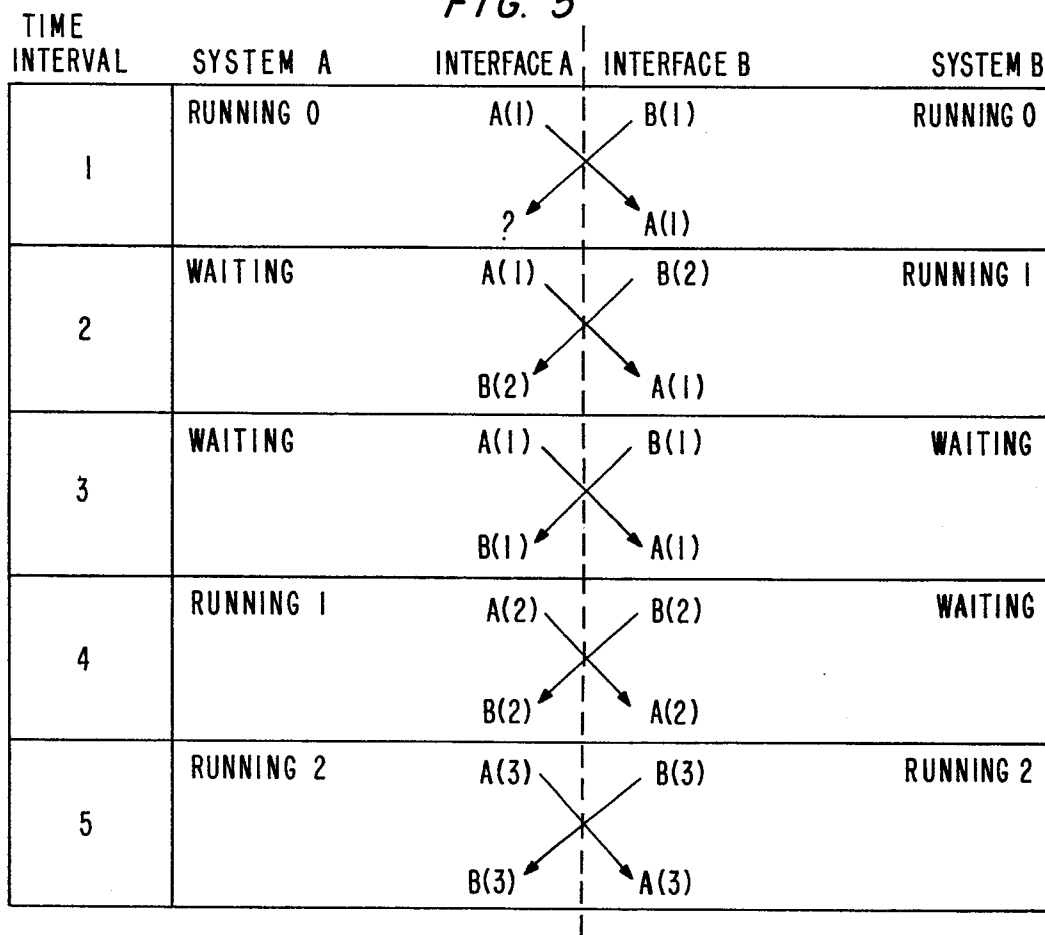 FIG. 5
TIME
INTERVAL SYSTEM A INTERFACE A INTERFACE B SYSTEM B
RUNNING 0 A(1) B(1) RUNNING 0
1
? A(1)
WAITING A(1) B(2) RUNNING 1
2
B(2) A(1)
WAITING A(1) B(1) WAITING
3
B(1) A(1)
RUNNING 1 A(2) B(2) WAITING
4
B(2) A(2)
RUNNING 2 A(3) B(3) RUNNING 2
5
B(3) A(3)